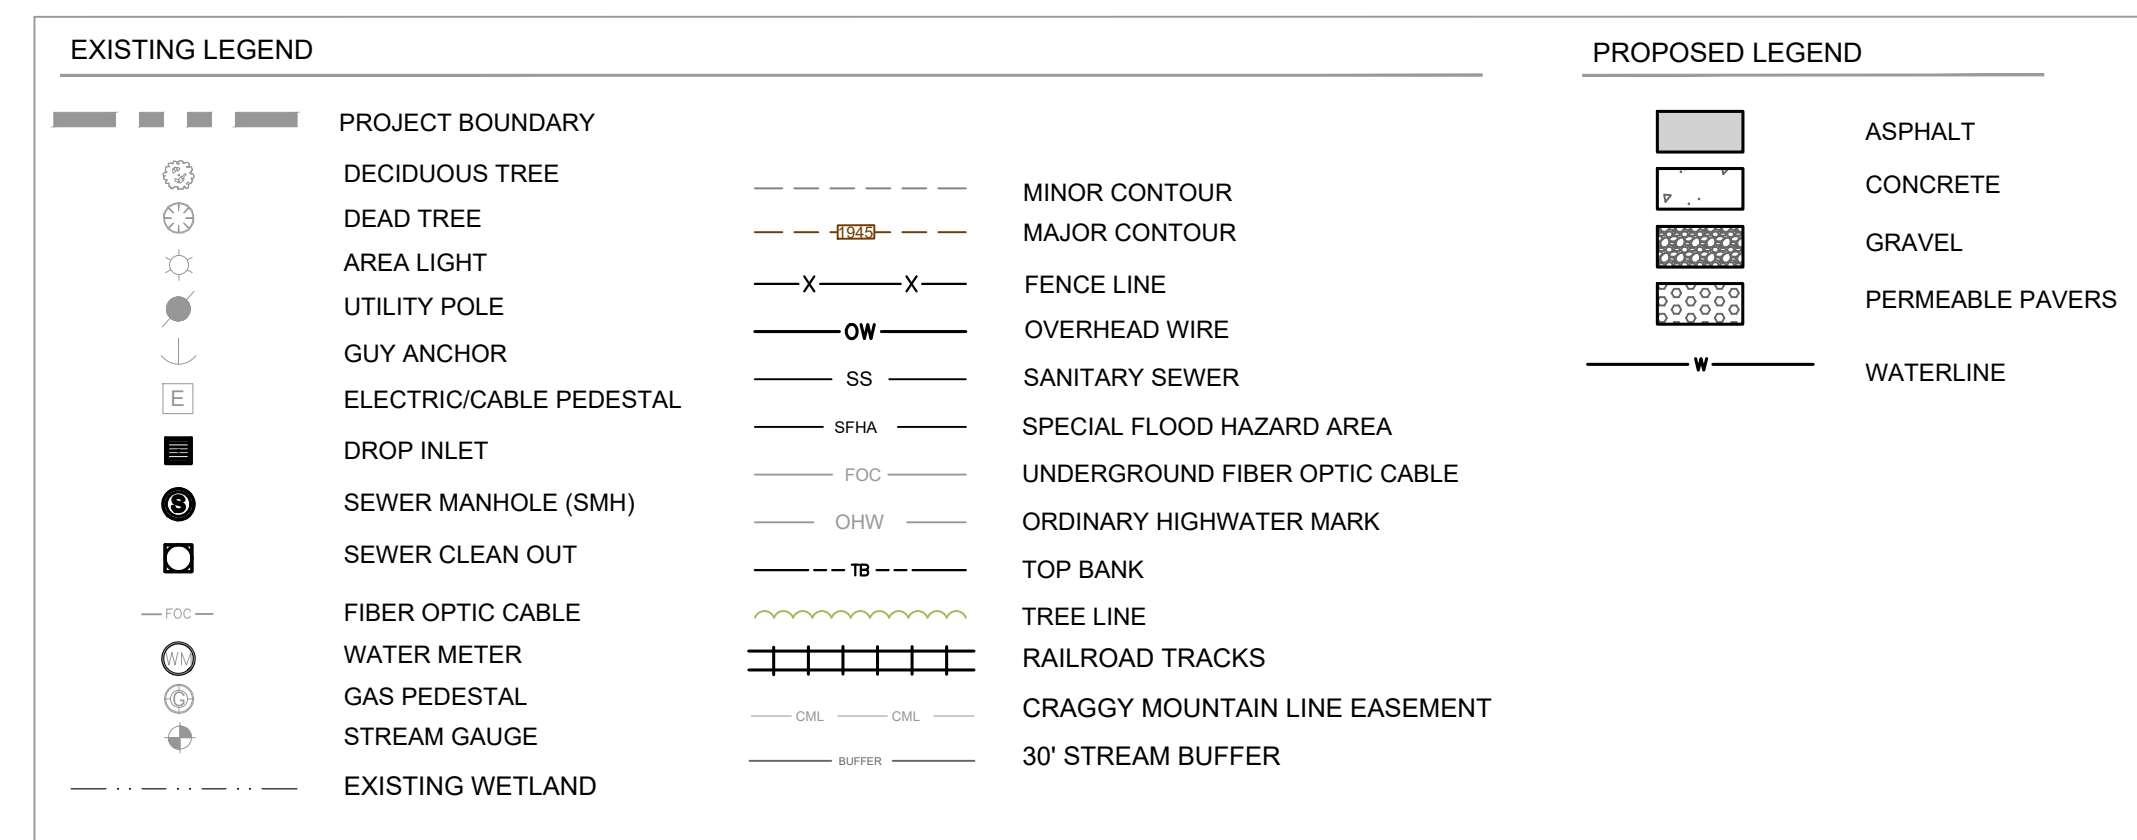 EXISTING LEGEND
PROJECT BOUNDARY
DECIDUOUS TREE
DEAD TREE
AREA LIGHT
UTILITY POLE
GUY ANCHOR
E ELECTRIC/CABLE PEDESTAL
DROP INLET
S SEWER MANHOLE (SMH)
SEWER CLEAN OUT
FOC FIBER OPTIC CABLE
WM WATER METER
G GAS PEDESTAL
STREAM GAUGE
EXISTING WETLAND
MINOR CONTOUR
1945 MAJOR CONTOUR
X X FENCE LINE
OW OVERHEAD WIRE
SS SANITARY SEWER
SFHA SPECIAL FLOOD HAZARD AREA
FOC UNDERGROUND FIBER OPTIC CABLE
OHW ORDINARY HIGHWATER MARK
TB TOP BANK
TREE LINE
RAILROAD TRACKS
CML CML CRAGGY MOUNTAIN LINE EASEMENT
BUFFER 30' STREAM BUFFER
PROPOSED LEGEND
ASPHALT
CONCRETE
GRAVEL
PERMEABLE PAVERS
W WATERLINE